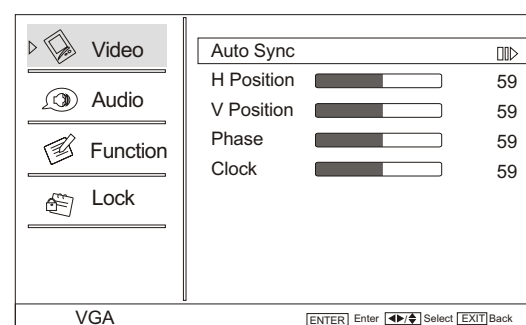 Video
Audio
Function
Lock
Auto Sync
H Position 59
V Position 59
Phase 59
Clock 59
VGA
ENTER Enter Select EXIT Back